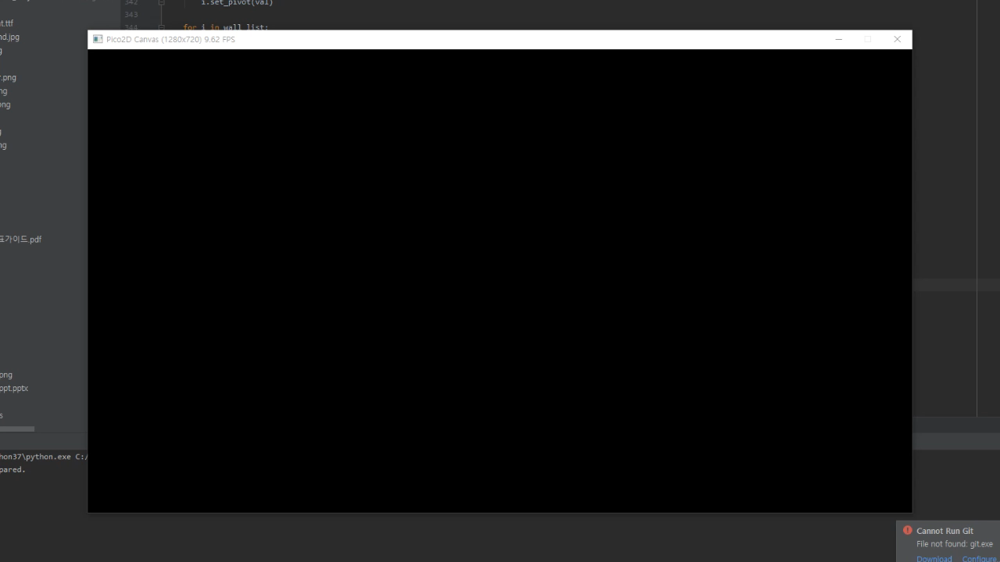 342
i.set_pivot(val)
343
344
for i in wall_list:
Pico2D Canvas (1280x720) 9.62 FPS
t.ttf
nd.jpg
g
r.png
ng
png
g
ng
표가이드.pdf
png
ppt.pptx
s
hon37\python.exe C:/
pared.
Cannot Run Git
File not found: git.exe
Download Configure